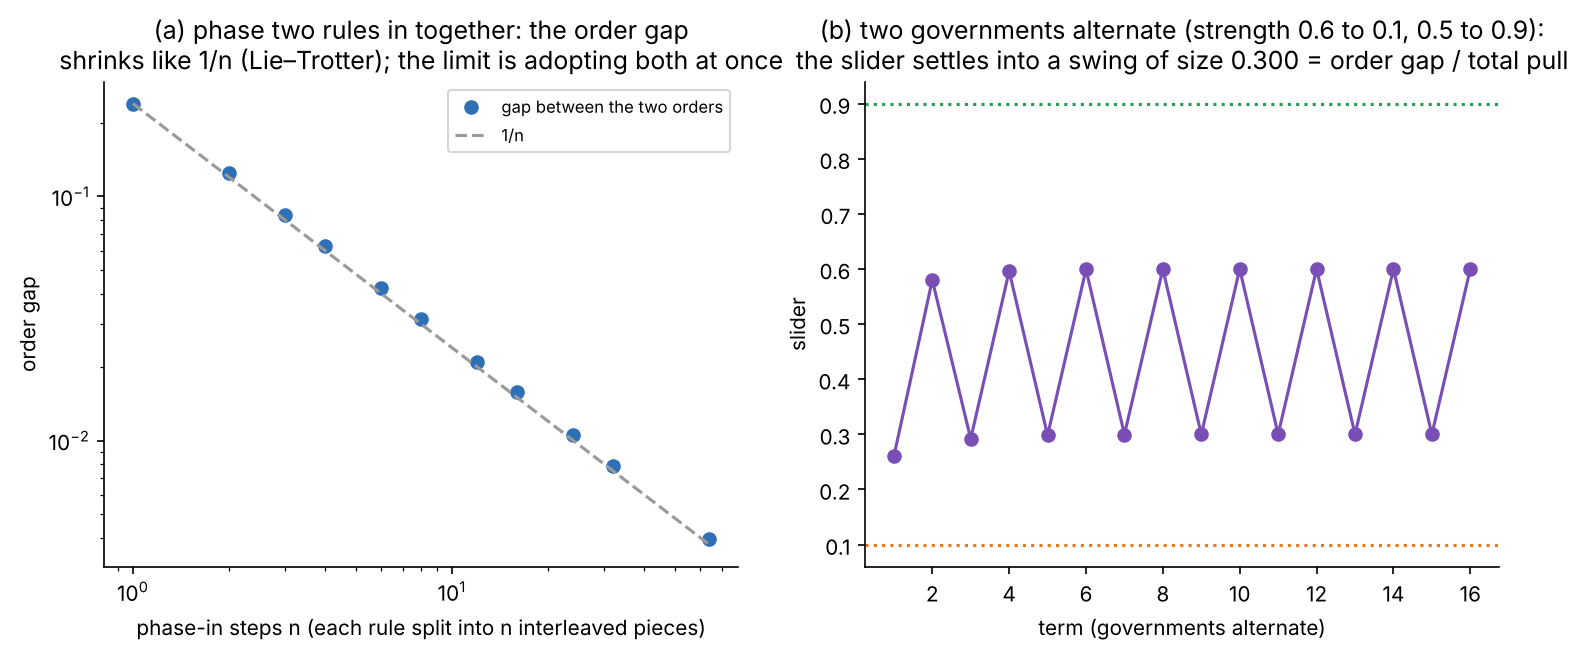 (a) phase two rules in together: the order gap
shrinks like 1/n (Lie–Trotter); the limit is adopting both at once
order gap
10⁻¹
10⁻²
gap between the two orders
1/n
10⁰
10¹
phase-in steps n (each rule split into n interleaved pieces)
(b) two governments alternate (strength 0.6 to 0.1, 0.5 to 0.9):
the slider settles into a swing of size 0.300 = order gap / total pull
slider
0.9
0.8
0.7
0.6
0.5
0.4
0.3
0.2
0.1
2
4
6
8
10
12
14
16
term (governments alternate)